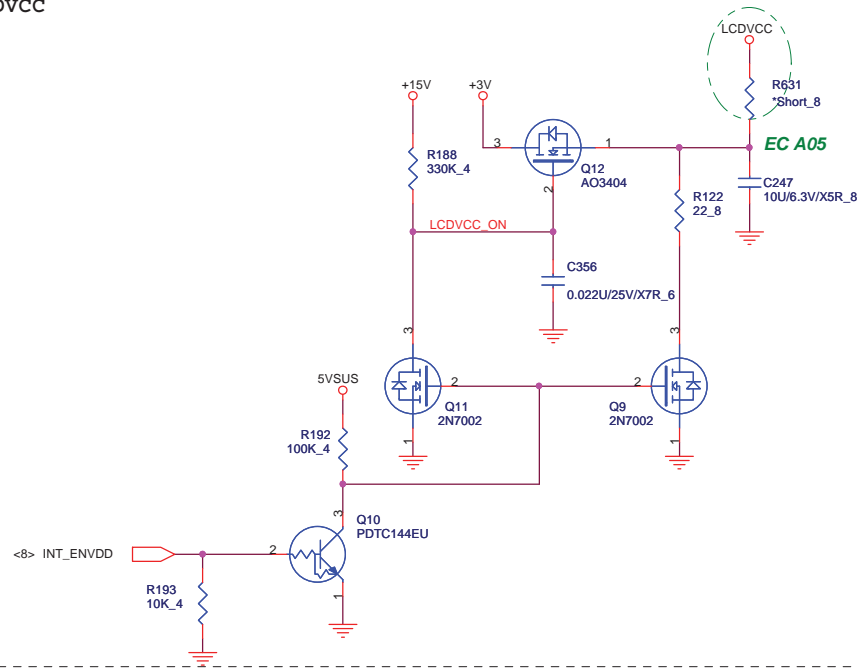 LCDVCC
R631
*Short_8
+15V
+3V
3
1
EC A05
R188
330K_4
Q12
AO3404
2
C247
10U/6.3V/X5R_8
R122
22_8
LCDVCC_ON
C356
0.022U/25V/X7R_6
3
3
5VSUS
2
2
Q11
2N7002
Q9
2N7002
1
1
R192
100K_4
3
Q10
PDTC144EU
<8> INT_ENVDD
2
R193
10K_4
1